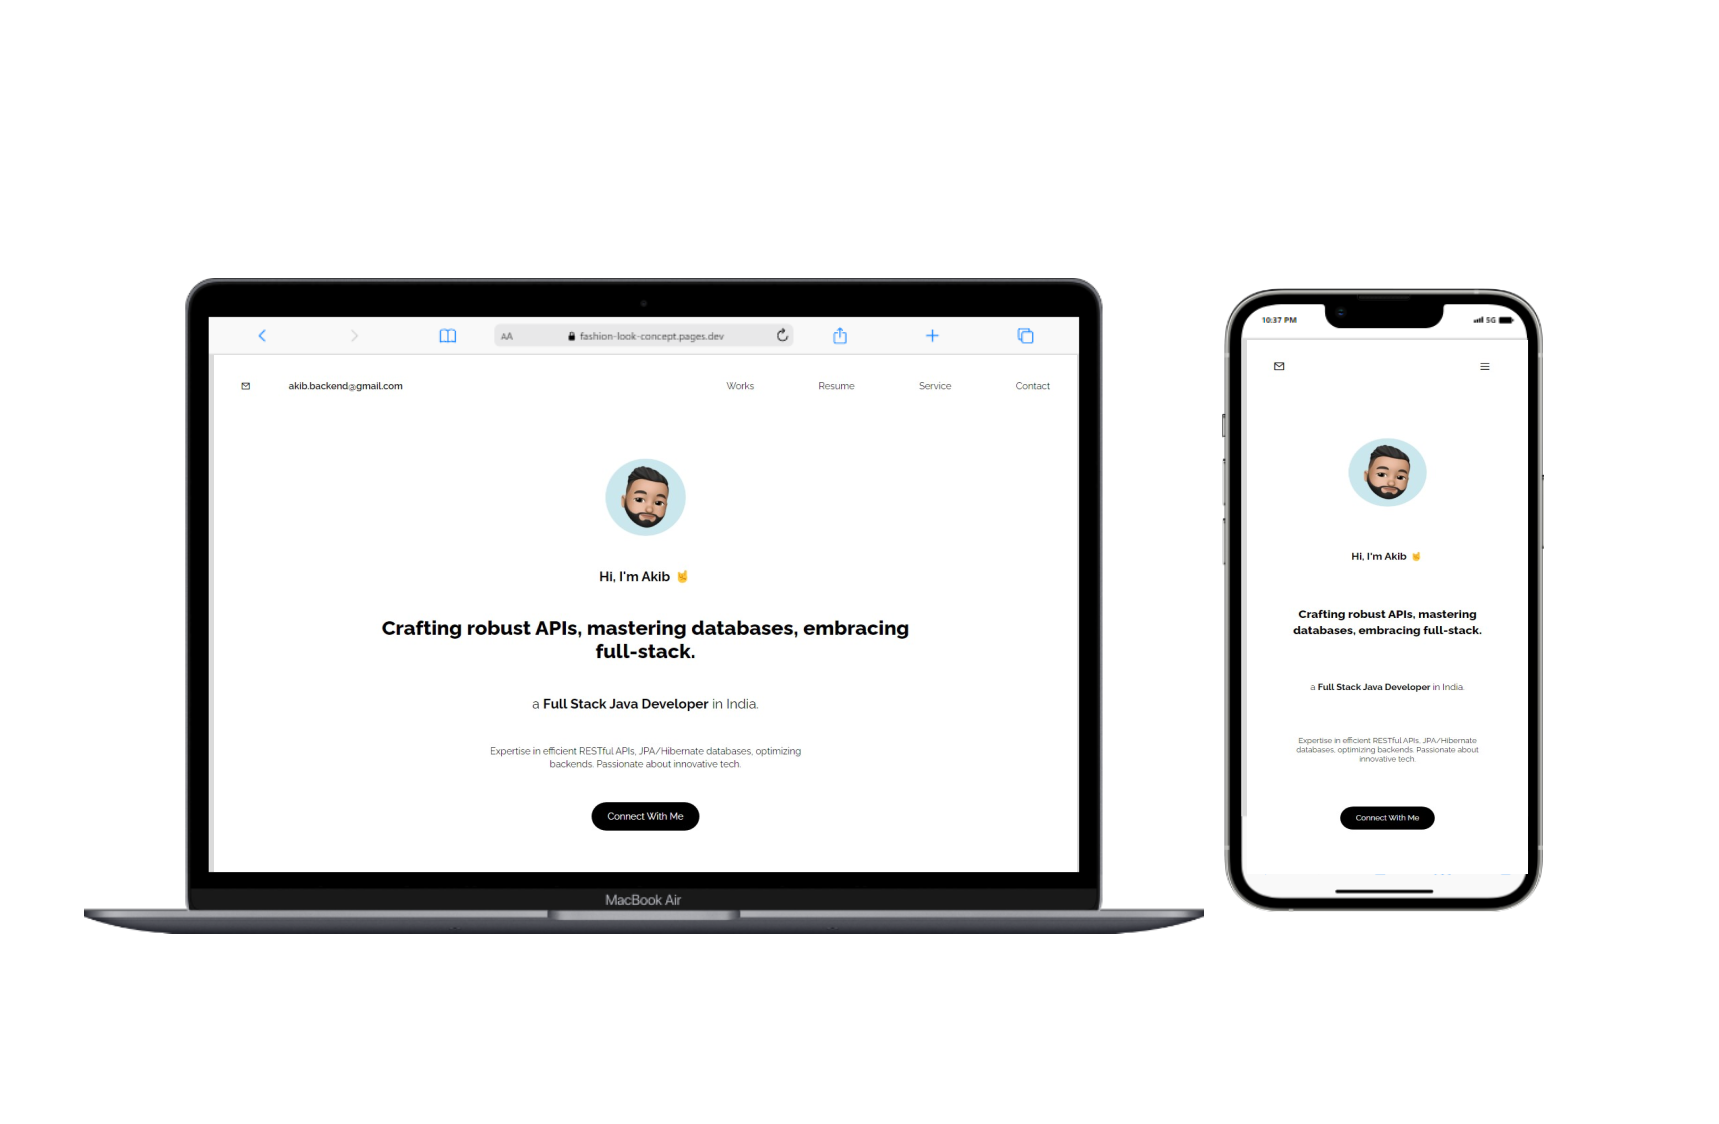 AA fashion-look-concept.pages.dev
akib.backend@gmail.com Works Resume Service Contact
Hi, I'm Akib 🤘
Crafting robust APIs, mastering databases, embracing
full-stack.
a Full Stack Java Developer in India.
Expertise in efficient RESTful APIs, JPA/Hibernate databases, optimizing
backends. Passionate about innovative tech.
Connect With Me
MacBook Air
10:37 PM 5G
Hi, I'm Akib 🤘
Crafting robust APIs, mastering
databases, embracing full-stack.
a Full Stack Java Developer in India.
Expertise in efficient RESTful APIs, JPA/Hibernate
databases, optimizing backends. Passionate about
innovative tech.
Connect With Me